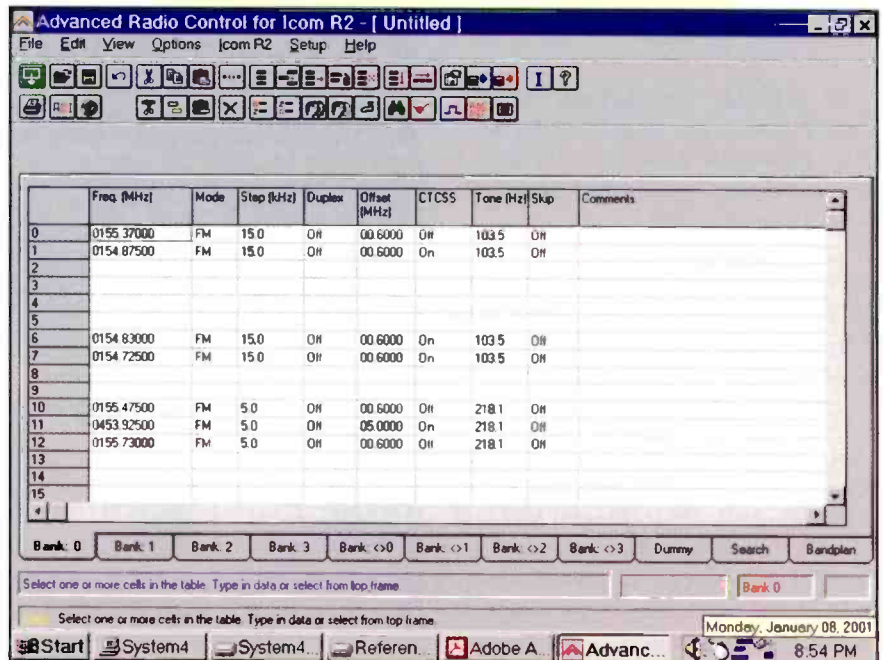 Advanced Radio Control for Icom R2 - [ Untitled ]
File Edit View Options Icom R2 Setup Help
Freq. (MHz) Mode Step (kHz) Duplex Offset (MHz) CTCSS Tone (Hz) Skip Comments
0 0155.37000 FM 15.0 Off 00.6000 Off 103.5 Off
1 0154.87500 FM 15.0 Off 00.6000 On 103.5 Off
2
3
4
5
6 0154.83000 FM 15.0 Off 00.6000 On 103.5 Off
7 0154.72500 FM 15.0 Off 00.6000 On 103.5 Off
8
9
10 0155.47500 FM 5.0 Off 00.6000 Off 218.1 Off
11 0453.92500 FM 5.0 Off 05.0000 On 218.1 Off
12 0155.73000 FM 5.0 Off 00.6000 Off 218.1 Off
13
14
15
Bank: 0 Bank: 1 Bank: 2 Bank: 3 Bank: <>0 Bank: <>1 Bank: <>2 Bank: <>3 Dummy Search Bandplan
Select one or more cells in the table. Type in data or select from top frame. Bank 0
Select one or more cells in the table. Type in data or select from top frame.
Monday, January 08, 2001
Start System4 System4... Referen... Adobe A... Advanc... 8:54 PM